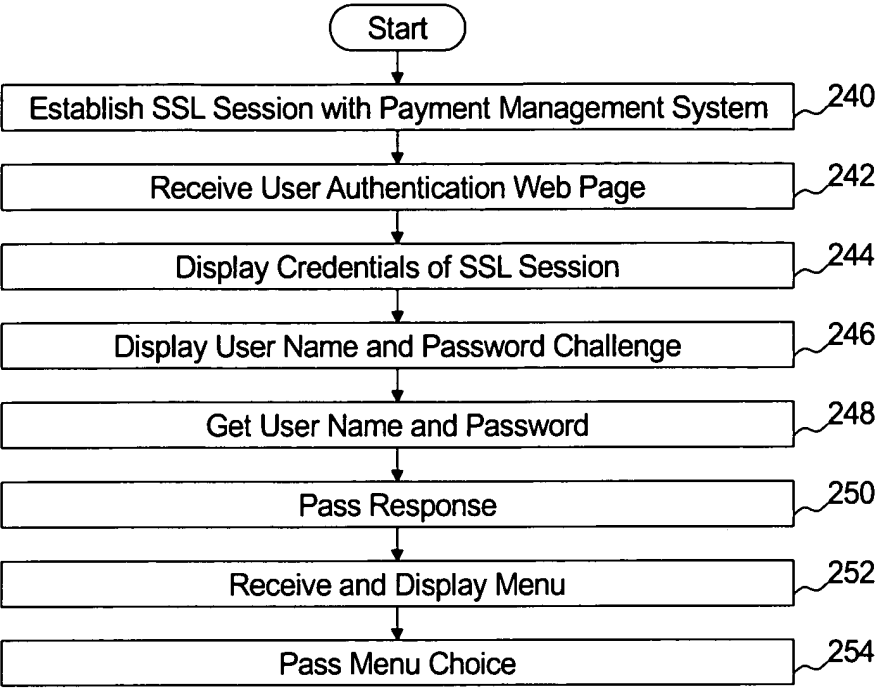 Start
Establish SSL Session with Payment Management System
240
Receive User Authentication Web Page
242
Display Credentials of SSL Session
244
Display User Name and Password Challenge
246
Get User Name and Password
248
Pass Response
250
Receive and Display Menu
252
Pass Menu Choice
254